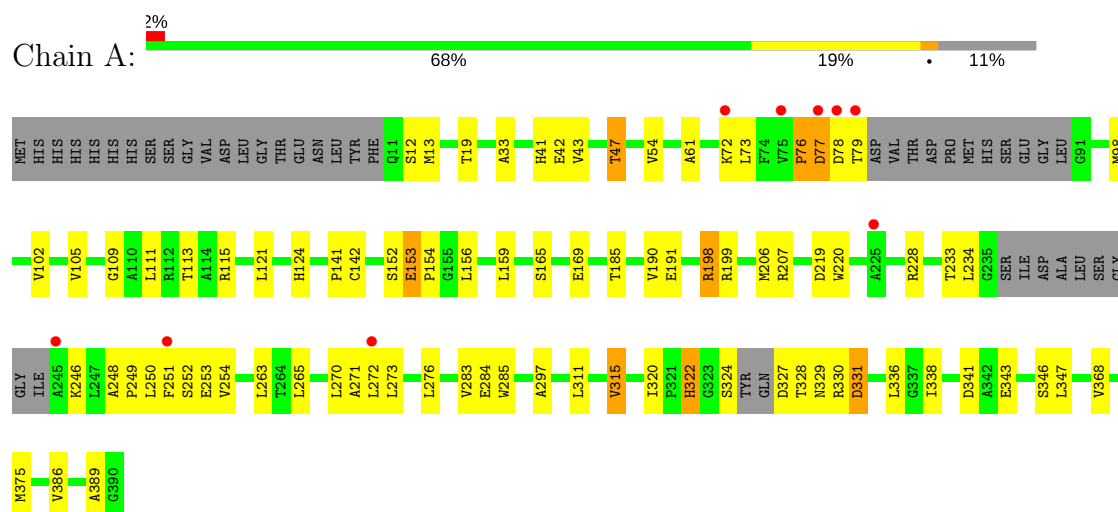 2%
Chain A:
68% 19% • 11%
MET HIS HIS HIS HIS HIS HIS SER SER GLY VAL ASP LEU GLY THR GLU ASN LEU TYR PHE Q11 S12 M13 T19 A33 H41 E42 V43 T47 V54 A61 K72 L73 F74 V75 P76 D77 D78 T79 ASP VAL THR ASP PRO MET HIS SER GLU GLY LEU G91 M98
V102 V105 G109 A110 L111 R112 T113 A114 R115 L121 H124 P141 C142 S152 E153 P154 G155 L156 L159 S165 E169 T185 V190 E191 R198 R199 M206 R207 D219 W220 A225 R228 T233 L234 G235 SER ILE ASP ALA LEU SER GLY
GLY ILE A245 K246 L247 A248 P249 L250 F251 S252 E253 V254 L263 T264 L265 L270 A271 L272 L273 L276 V283 E284 W285 A297 L311 V315 I320 P321 H322 G323 S324 TYR GLN D327 T328 N329 R330 D331 L336 G337 I338 D341 A342 E343 S346 L347 V368
M375 V386 A389 G390